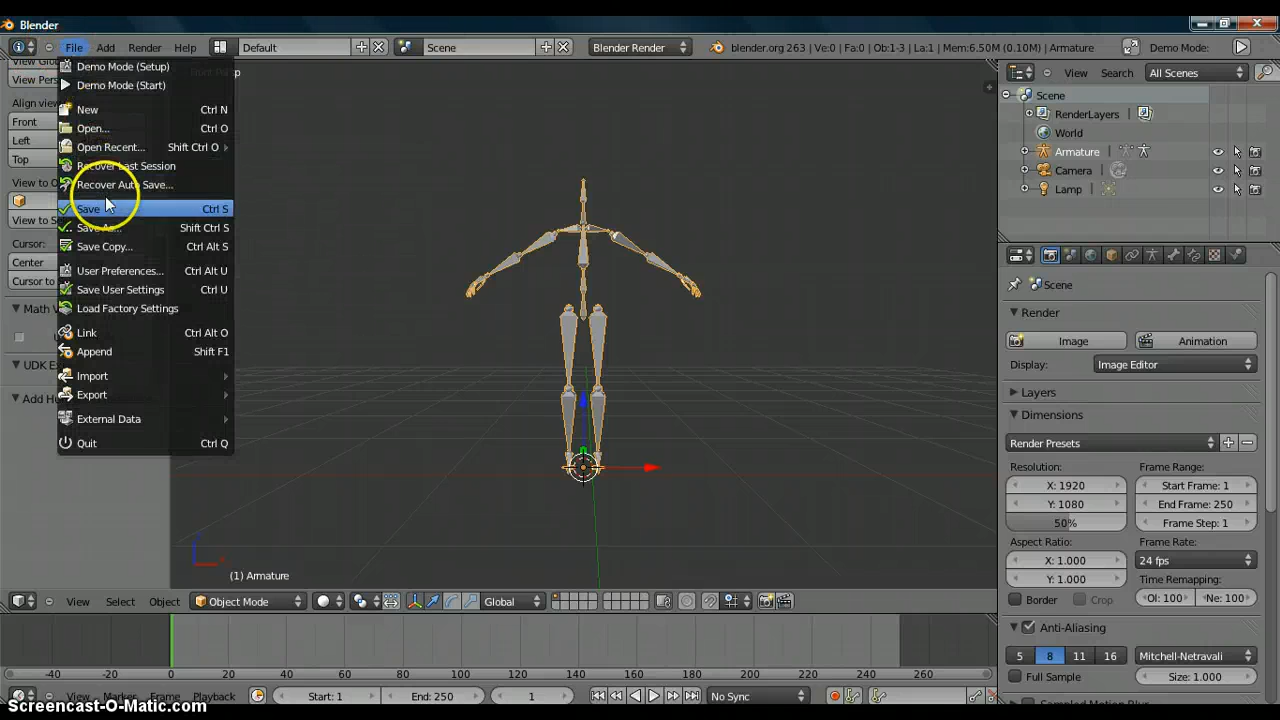 Blender
File Add Render Help Default Scene Blender Render blender.org 263 | Ve:0 | Fa:0 | Ob:1-3 | La:1 | Mem:6.50M (0.10M) | Armature Demo Mode:
Demo Mode (Setup)
Demo Mode (Start)
New Ctrl N
Open... Ctrl O
Open Recent... Shift Ctrl O
Recover Last Session
Recover Auto Save...
Save Ctrl S
Save As... Shift Ctrl S
Save Copy... Ctrl Alt S
User Preferences... Ctrl Alt U
Save User Settings Ctrl U
Load Factory Settings
Link Ctrl Alt O
Append Shift F1
Import
Export
External Data
Quit Ctrl Q
View Pers
Align view
Front
Left
Top
View to O
View to S
Cursor:
Center
Cursor to
Math V
UDK E
Add H
(1) Armature
View Select Object Object Mode Global
-40 -20 0 20 40 60 80 100 120 140 160 180 200 220 240 260
View Marker Frame Playback Start: 1 End: 250 1 No Sync
View Search All Scenes
Scene
RenderLayers
World
Armature
Camera
Lamp
Scene
Render
Image Animation
Display: Image Editor
Layers
Dimensions
Render Presets
Resolution: Frame Range:
X: 1920 Start Frame: 1
Y: 1080 End Frame: 250
50% Frame Step: 1
Aspect Ratio: Frame Rate:
X: 1.000 24 fps
Y: 1.000 Time Remapping:
Border Crop Ol: 100 Ne: 100
Anti-Aliasing
5 8 11 16 Mitchell-Netravali
Full Sample Size: 1.000
Sampled Motion Blur
Screencast-O-Matic.com